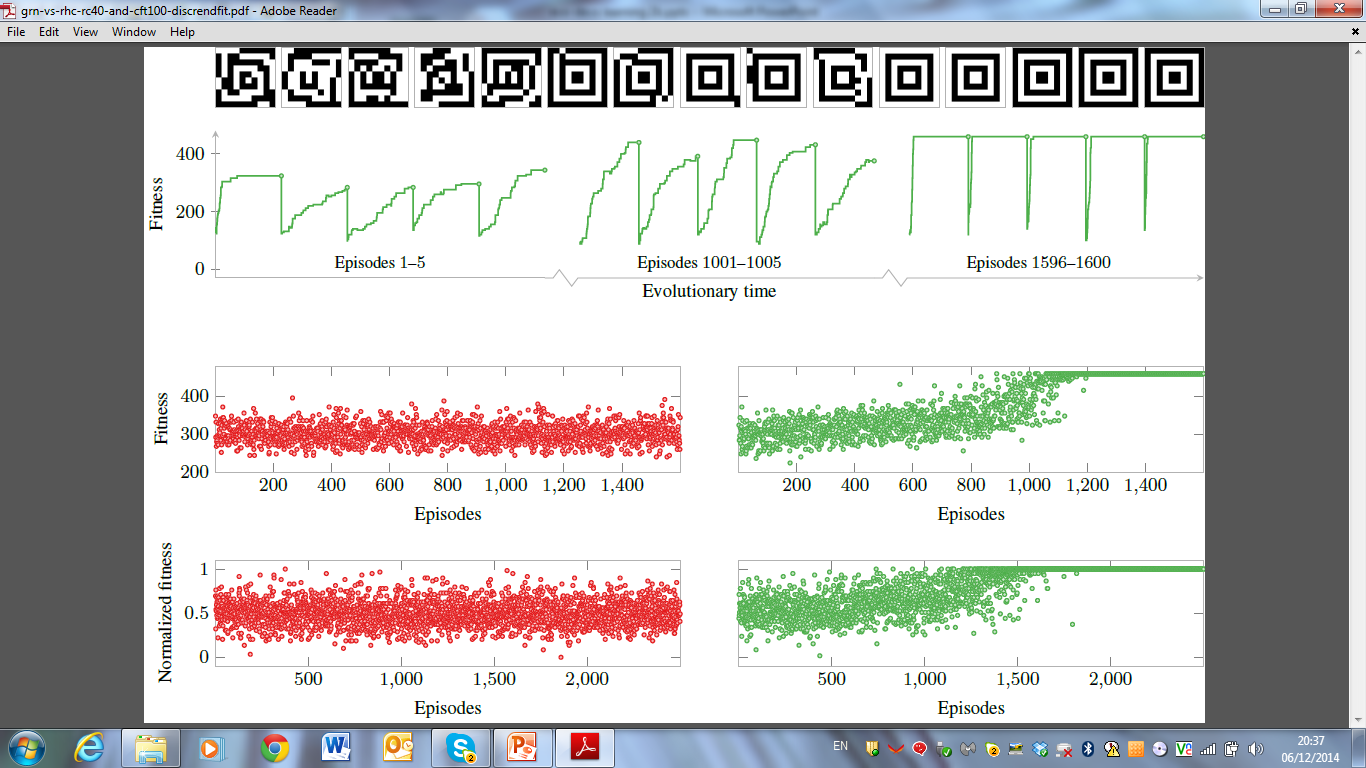 grn-vs-rhc-rc40-and-cft100-discrendfit.pdf - Adobe Reader
File Edit View Window Help
400
200
0
Fitness
Episodes 1–5
Episodes 1001–1005
Episodes 1596–1600
Evolutionary time
400
300
200
Fitness
200 400 600 800 1,000 1,200 1,400
Episodes
200 400 600 800 1,000 1,200 1,400
Episodes
1
0.5
0
Normalized fitness
500 1,000 1,500 2,000
Episodes
500 1,000 1,500 2,000
Episodes
EN
20:37
06/12/2014